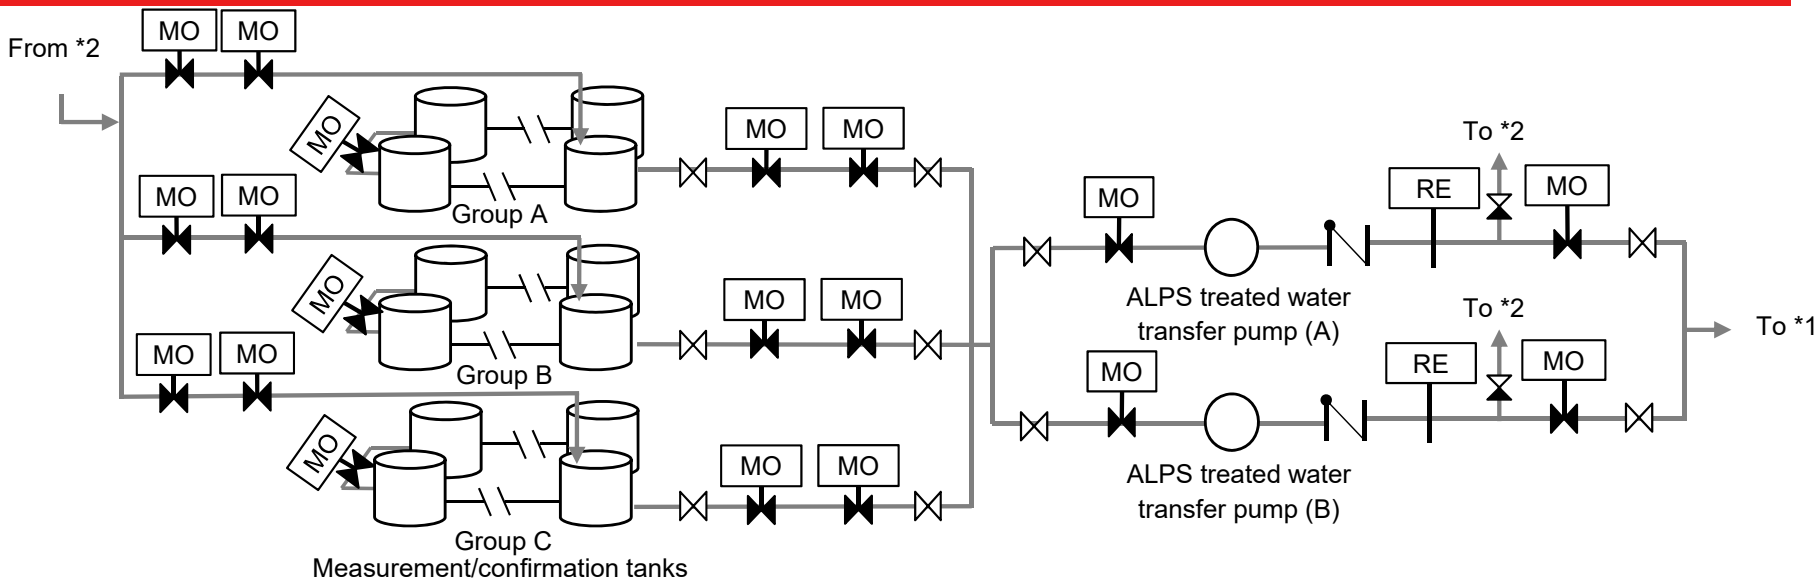 From *2
MO
MO
MO
MO
MO
Group A
MO
MO
MO
MO
MO
Group B
MO
MO
MO
MO
MO
Group C
Measurement/confirmation tanks
MO
RE
To *2
MO
ALPS treated water
transfer pump (A)
MO
RE
To *2
MO
ALPS treated water
transfer pump (B)
To *1